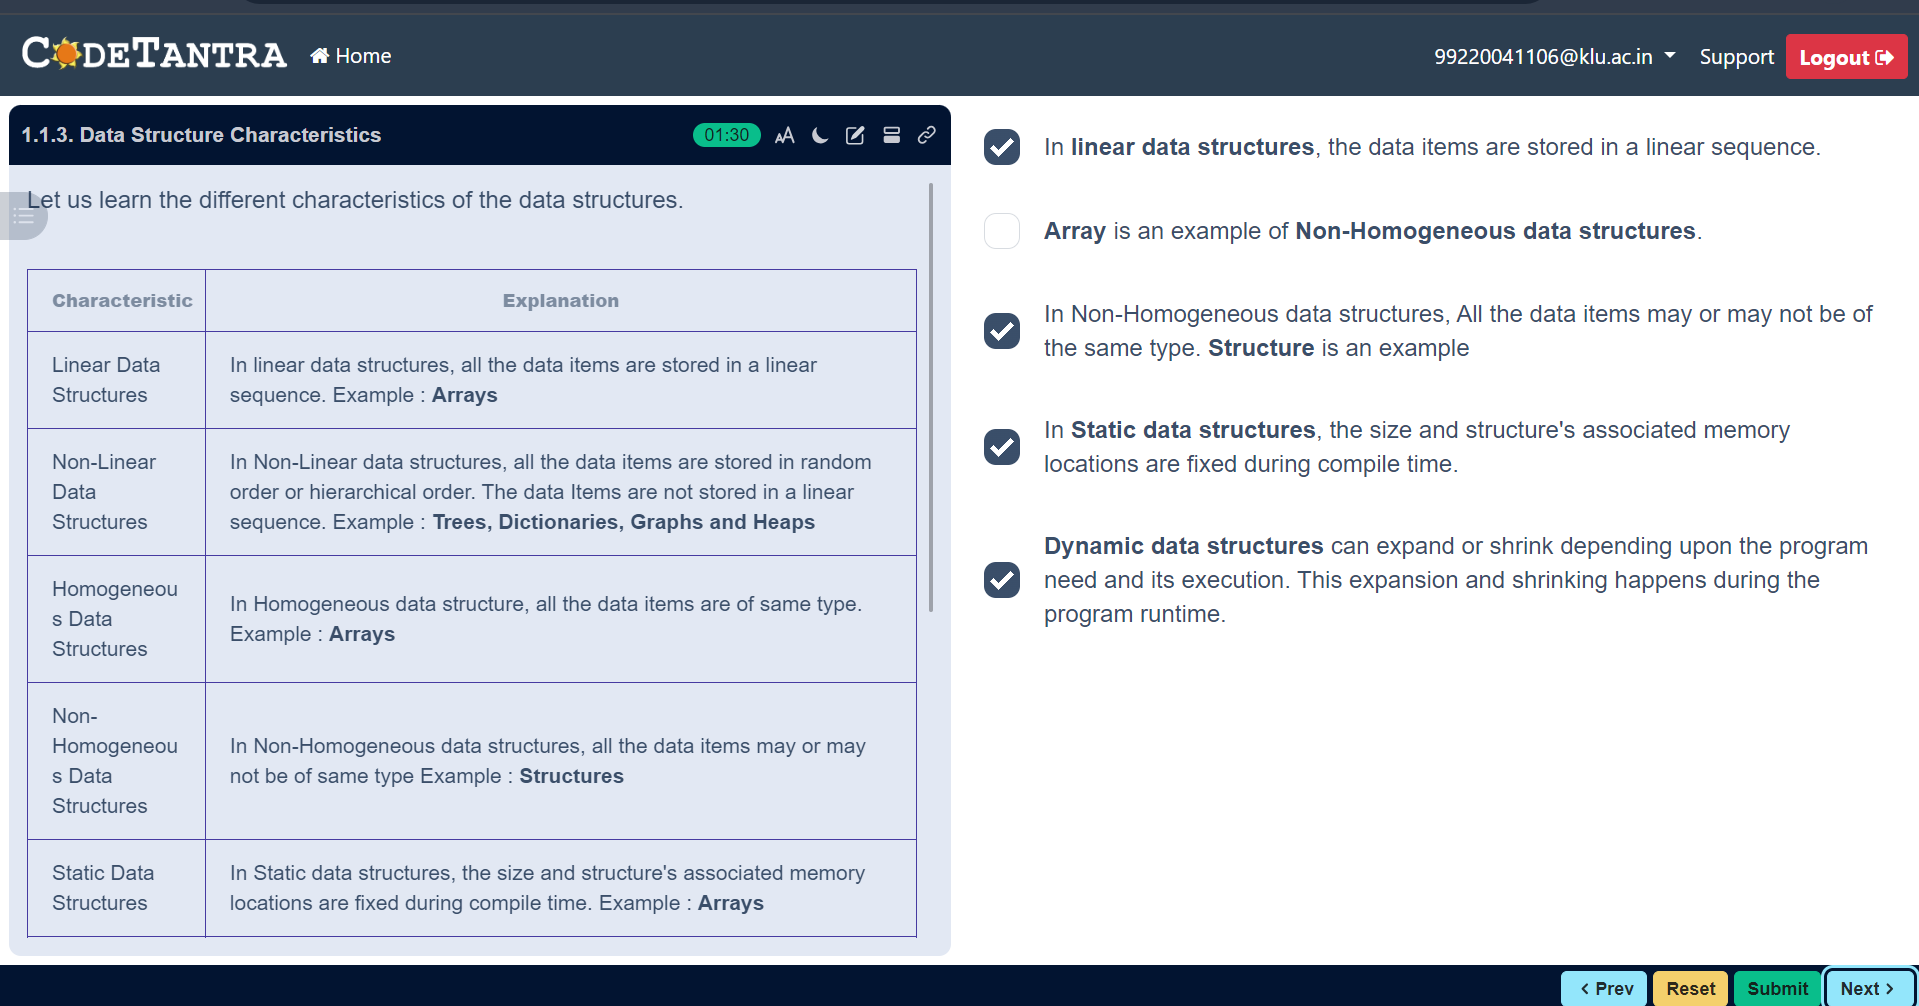 CODETANTRA
Home
99220041106@klu.ac.in
Support
Logout
1.1.3. Data Structure Characteristics
01:30
AA
Let us learn the different characteristics of the data structures.
Characteristic
Explanation
Linear Data
Structures
In linear data structures, all the data items are stored in a linear
sequence. Example : Arrays
Non-Linear
Data
Structures
In Non-Linear data structures, all the data items are stored in random
order or hierarchical order. The data Items are not stored in a linear
sequence. Example : Trees, Dictionaries, Graphs and Heaps
Homogeneou
s Data
Structures
In Homogeneous data structure, all the data items are of same type.
Example : Arrays
Non-
Homogeneou
s Data
Structures
In Non-Homogeneous data structures, all the data items may or may
not be of same type Example : Structures
Static Data
Structures
In Static data structures, the size and structure's associated memory
locations are fixed during compile time. Example : Arrays
In linear data structures, the data items are stored in a linear sequence.
Array is an example of Non-Homogeneous data structures.
In Non-Homogeneous data structures, All the data items may or may not be of
the same type. Structure is an example
In Static data structures, the size and structure's associated memory
locations are fixed during compile time.
Dynamic data structures can expand or shrink depending upon the program
need and its execution. This expansion and shrinking happens during the
program runtime.
‹ Prev
Reset
Submit
Next ›